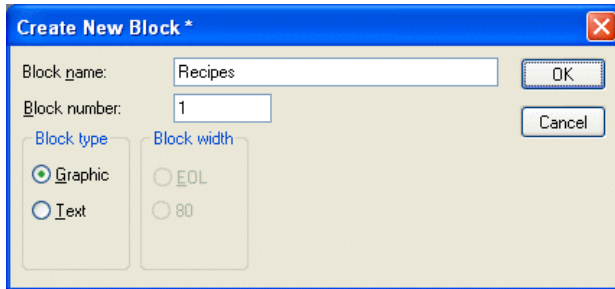 Create New Block *
Block name: Recipes OK
Block number: 1 Cancel
Block type Block width
Graphic EOL
Text 80